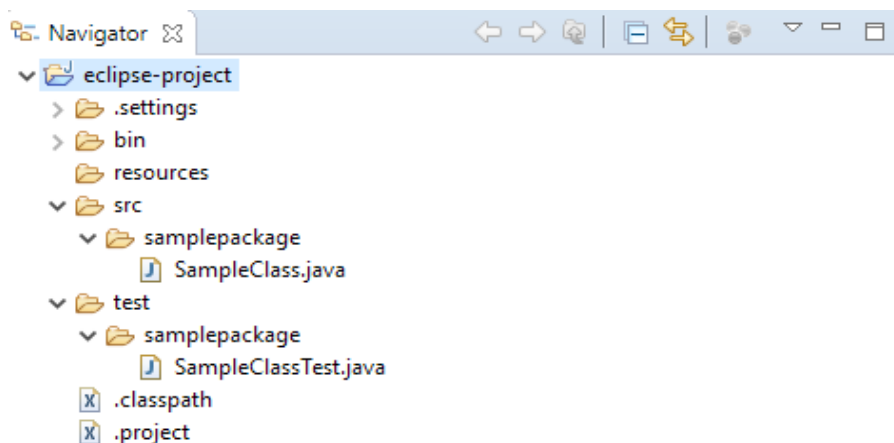 Navigator
eclipse-project
.settings
bin
resources
src
samplepackage
SampleClass.java
test
samplepackage
SampleClassTest.java
.classpath
.project